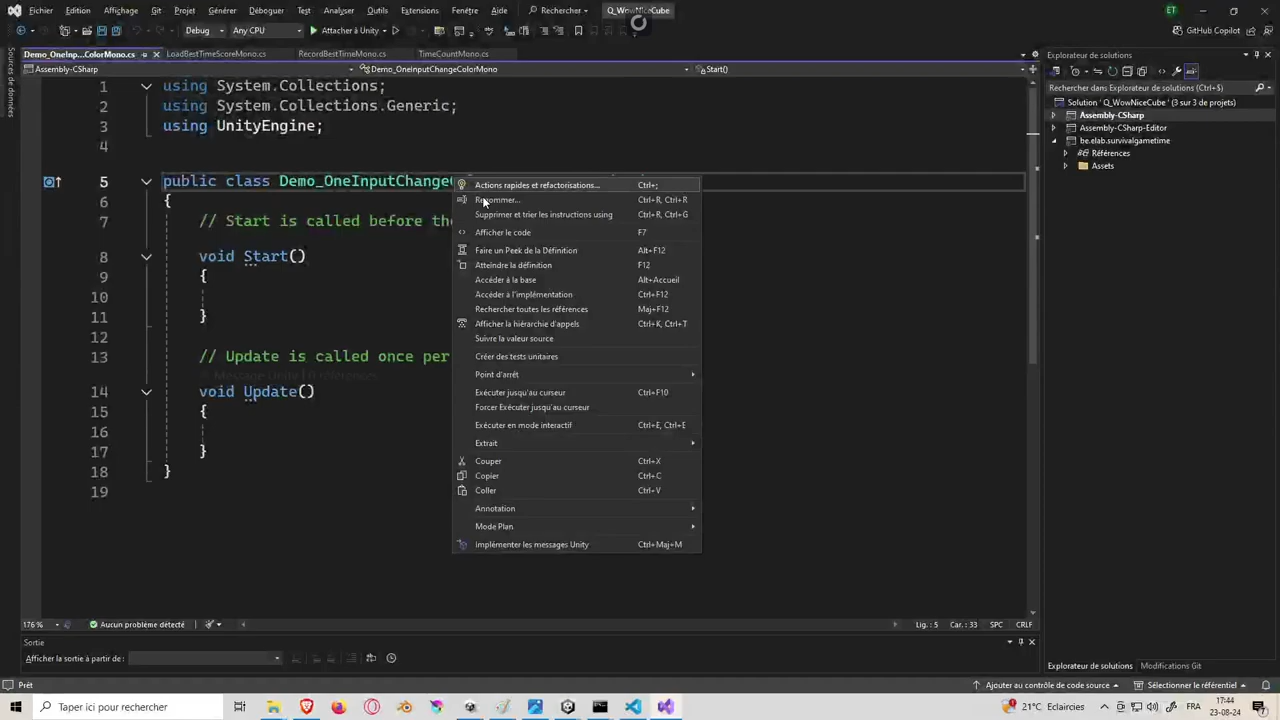 Fichier Edition Affichage Git Projet Générer Déboguer Test Analyser Outils Extensions Fenêtre Aide Rechercher Q_WowNiceCube ET
Debug Any CPU Attacher à Unity GitHub Copilot
Sources de données
Demo_OneInp...ColorMono.cs LoadBestTimeScoreMono.cs RecordBestTimeMono.cs TimeCountMono.cs
Assembly-CSharp Demo_OneInputChangeColorMono Start()
1 using System.Collections;
2 using System.Collections.Generic;
3 using UnityEngine;
4
5 public class Demo_OneInputChange
6 {
7 // Start is called before the
8 void Start()
9 {
10
11 }
12
13 // Update is called once per
14 void Update()
15 {
16
17 }
18 }
19
Actions rapides et refactorisations... Ctrl+;
Renommer... Ctrl+R, Ctrl+R
Supprimer et trier les instructions using Ctrl+R, Ctrl+G
Afficher le code F7
Faire un Peek de la Définition Alt+F12
Atteindre la définition F12
Accéder à la base Alt+Accueil
Accéder à l'implémentation Ctrl+F12
Rechercher toutes les références Maj+F12
Afficher la hiérarchie d'appels Ctrl+K, Ctrl+T
Suivre la valeur source
Créer des tests unitaires
Point d'arrêt
Exécuter jusqu'au curseur Ctrl+F10
Forcer Exécuter jusqu'au curseur
Exécuter en mode interactif Ctrl+E, Ctrl+E
Extrait
Couper Ctrl+X
Copier Ctrl+C
Coller Ctrl+V
Annotation
Mode Plan
Implémenter les messages Unity Ctrl+Maj+M
Explorateur de solutions
Rechercher dans Explorateur de solutions (Ctrl+$)
Solution 'Q_WowNiceCube' (3 sur 3 de projets)
Assembly-CSharp
Assembly-CSharp-Editor
be.elab.survivalgametime
Références
Assets
176 % Aucun problème détecté Lig. : 5 Car. : 33 SPC CRLF
Sortie
Afficher la sortie à partir de :
Explorateur de solutions Modifications Git
Prêt Ajouter au contrôle de code source Sélectionner le référentiel
Taper ici pour rechercher 21°C Eclaircies 17:44
23-08-24